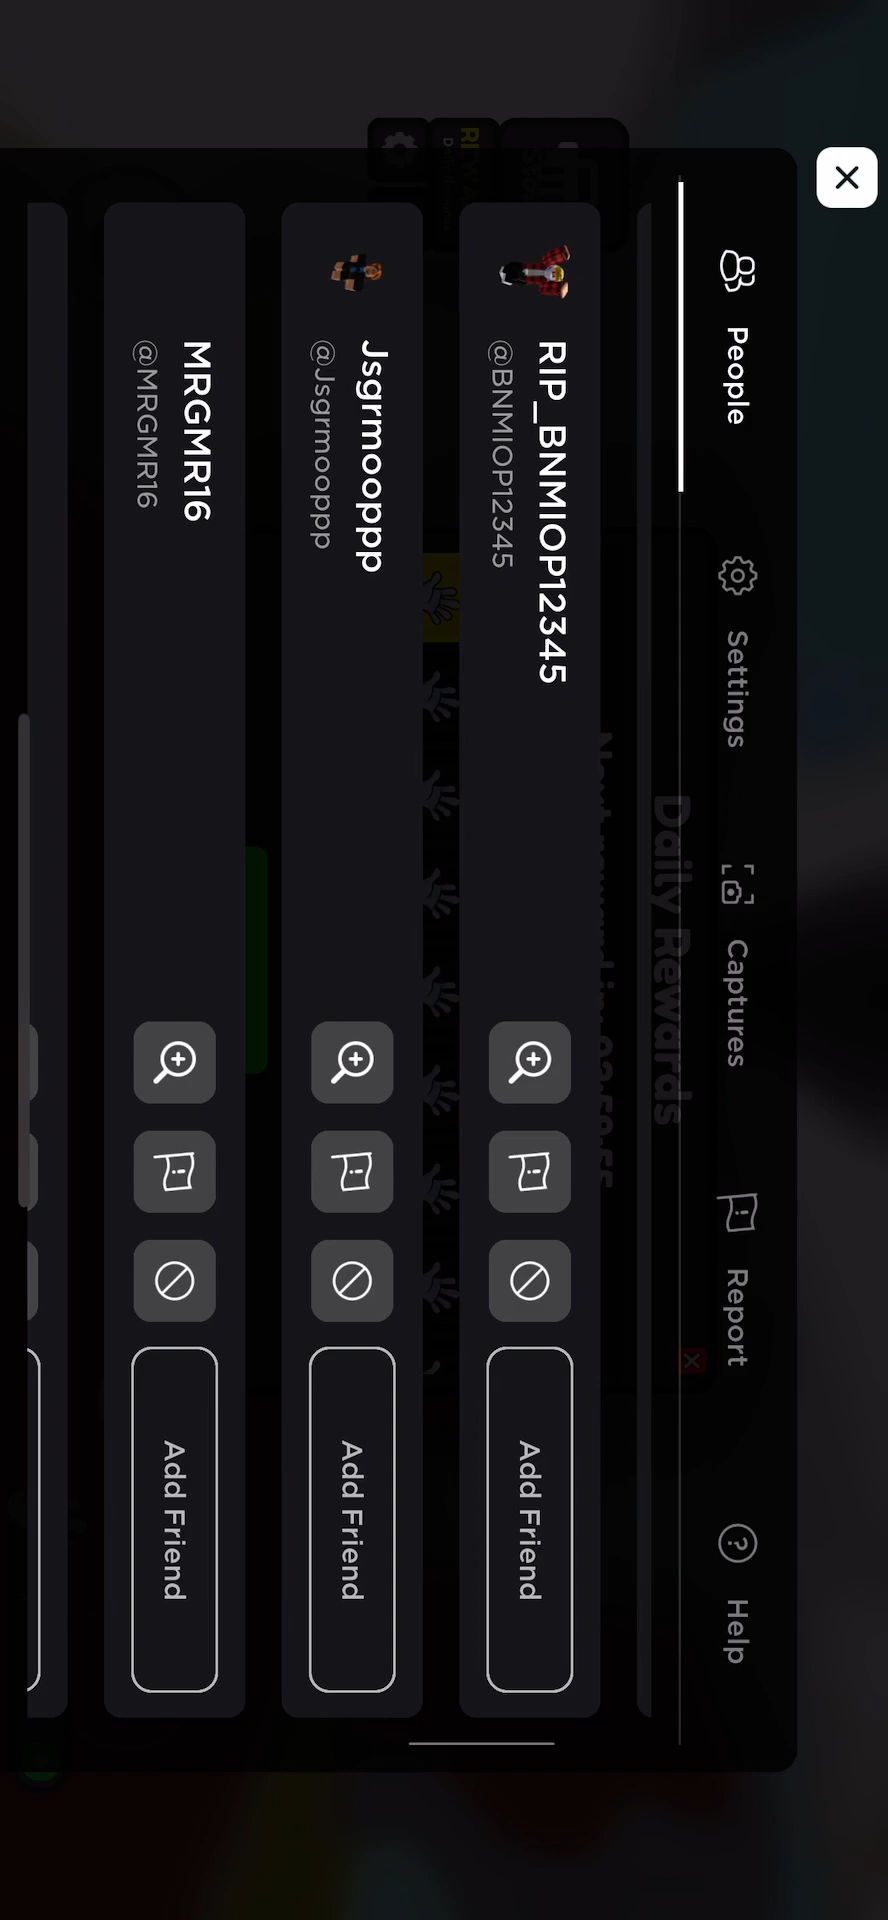 People
Settings
Captures
Report
Help
RIP_BNMIOP12345
@BNMIOP12345
Add Friend
Jsgrmooppp
@Jsgrmooppp
Add Friend
MRGMR16
@MRGMR16
Add Friend
Daily Rewards